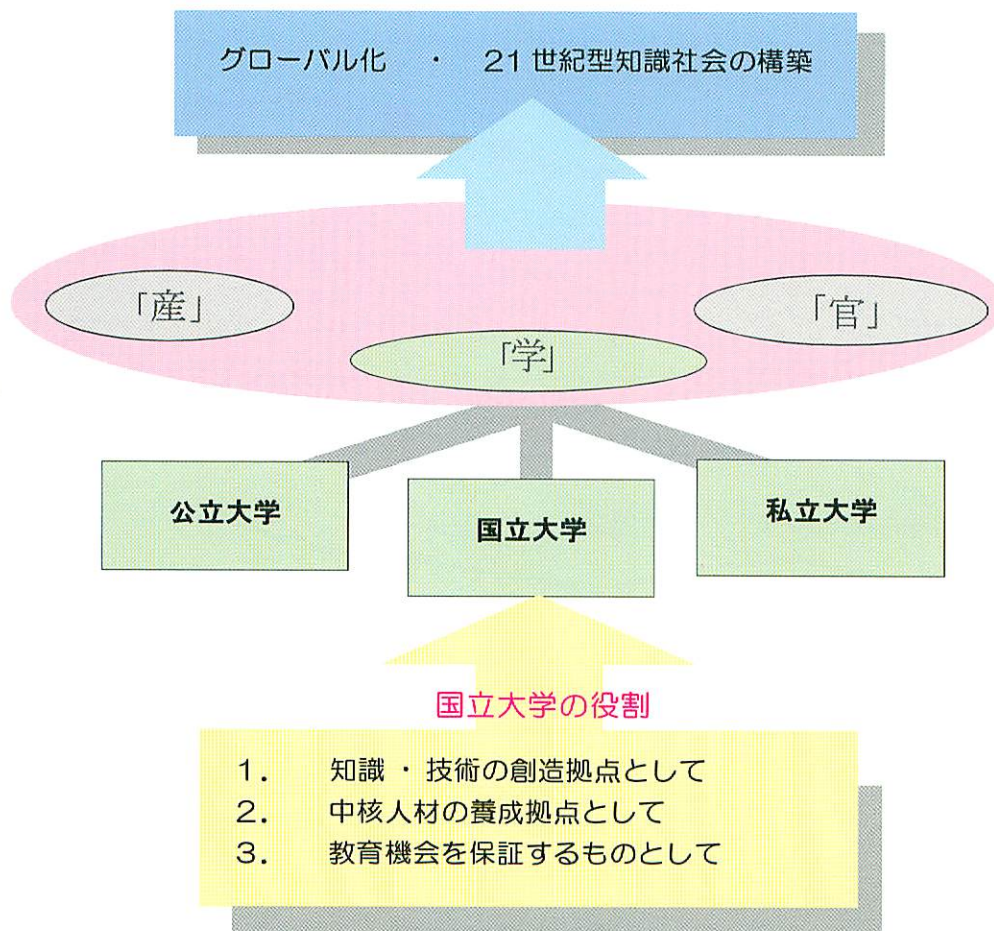 グローバル化 ・ 21世紀型知識社会の構築
「産」
「官」
「学」
公立大学
国立大学
私立大学
国立大学の役割
1. 知識・技術の創造拠点として
2. 中核人材の養成拠点として
3. 教育機会を保証するものとして